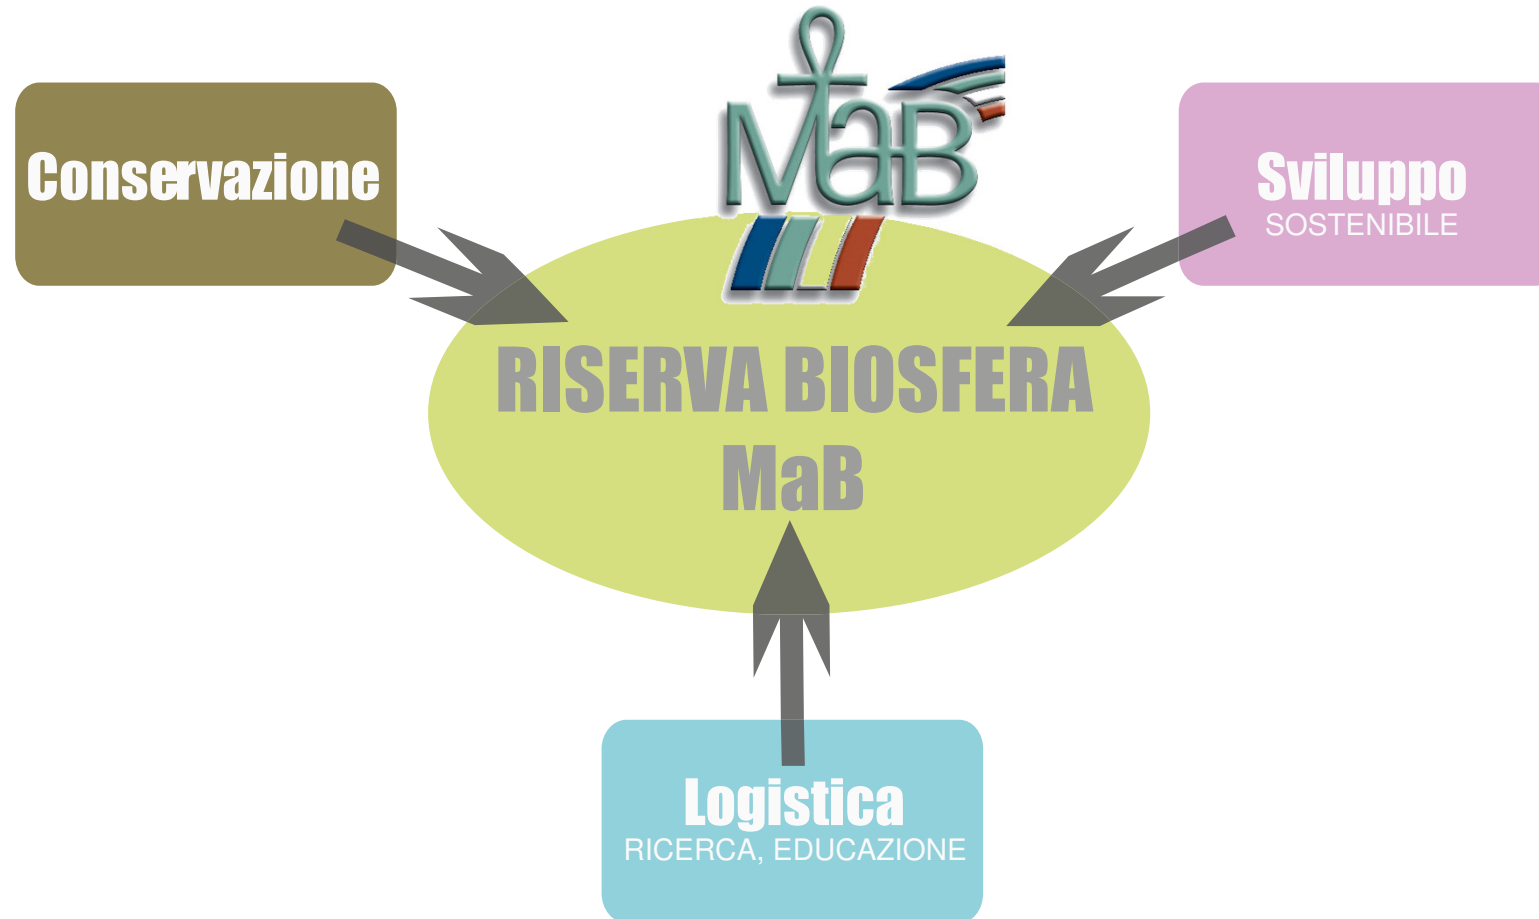 MaB
Conservazione
Sviluppo
SOSTENIBILE
RISERVA BIOSFERA
MaB
Logistica
RICERCA, EDUCAZIONE